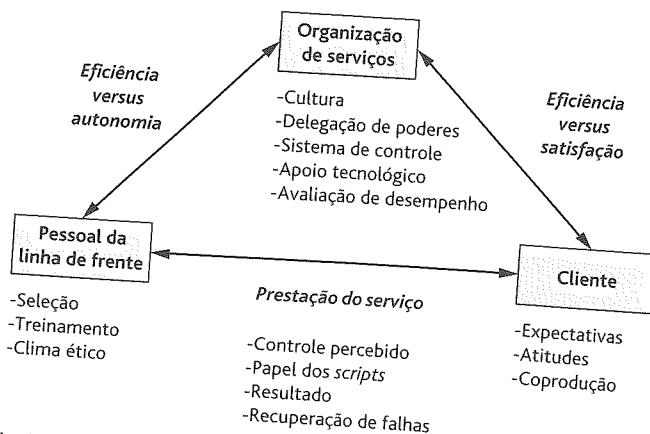 Organização
de serviços
Eficiência
versus
autonomia
Eficiência
versus
satisfação
-Cultura
-Delegação de poderes
-Sistema de controle
-Apoio tecnológico
-Avaliação de desempenho
Pessoal da
linha de frente
Cliente
Prestação do serviço
-Seleção
-Treinamento
-Clima ético
-Controle percebido
-Papel dos scripts
-Resultado
-Recuperação de falhas
-Expectativas
-Atitudes
-Coprodução